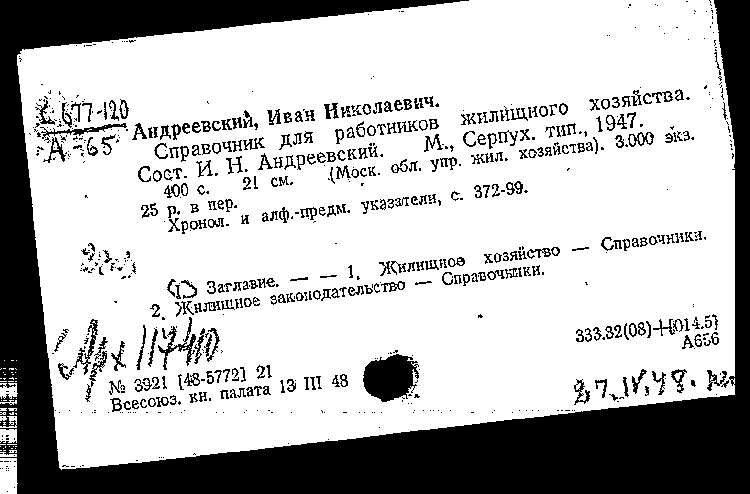 677-120
А-65
Андреевский, Иван Николаевич.
Справочник для работников жилищного хозяйства.
Сост. И. Н. Андреевский. М., Серпух. тип., 1947.
400 с. 21 см. (Моск. обл. упр. жил. хозяйства). 3.000 экз.
25 р. в пер.
Хронол. и алф.-предм. указатели, с. 372-99.
Заглавие. — — 1. Жилищное хозяйство — Справочники.
2. Жилищное законодательство — Справочники.
333.32(08)+[014.5]
А656
Арх 117410
№ 3921 [48-5772] 21
Всесоюз. кн. палата 13 III 48
27.IV.48.